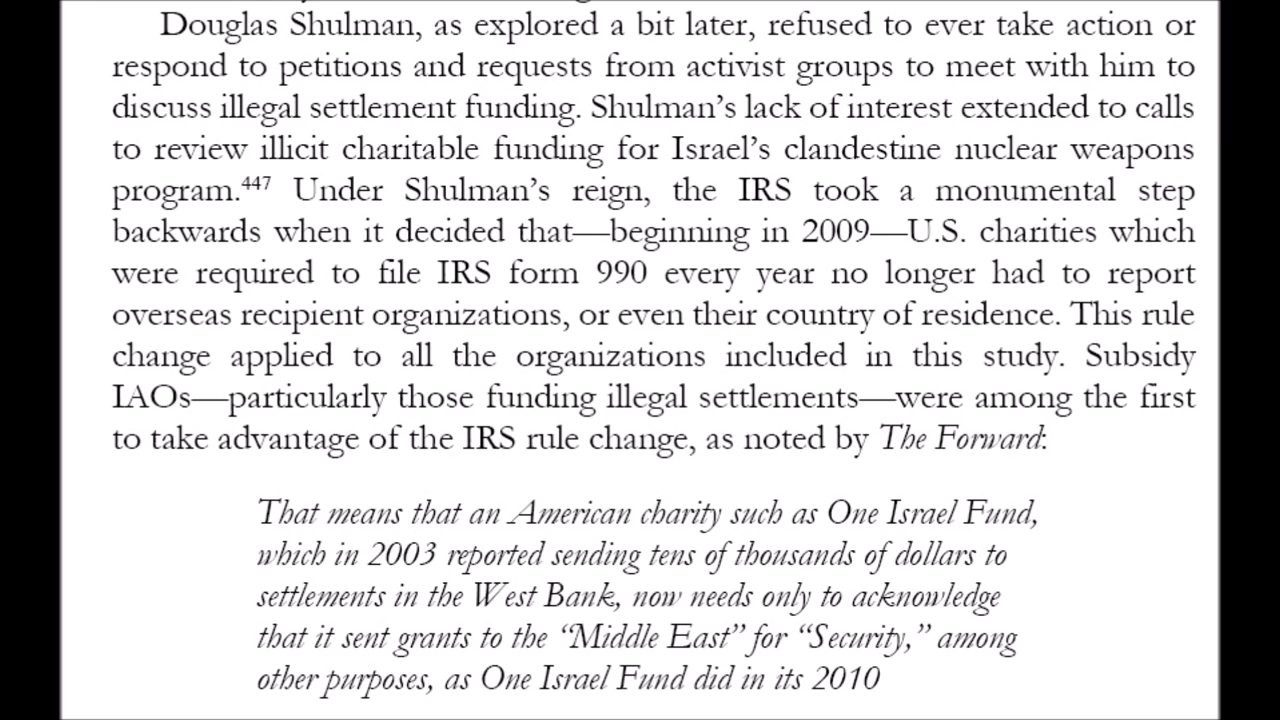 Douglas Shulman, as explored a bit later, refused to ever take action or
respond to petitions and requests from activist groups to meet with him to
discuss illegal settlement funding. Shulman's lack of interest extended to calls
to review illicit charitable funding for Israel's clandestine nuclear weapons
program.⁴⁴⁷ Under Shulman's reign, the IRS took a monumental step
backwards when it decided that—beginning in 2009—U.S. charities which
were required to file IRS form 990 every year no longer had to report
overseas recipient organizations, or even their country of residence. This rule
change applied to all the organizations included in this study. Subsidy
IAOs—particularly those funding illegal settlements—were among the first
to take advantage of the IRS rule change, as noted by The Forward:
That means that an American charity such as One Israel Fund,
which in 2003 reported sending tens of thousands of dollars to
settlements in the West Bank, now needs only to acknowledge
that it sent grants to the “Middle East” for “Security,” among
other purposes, as One Israel Fund did in its 2010